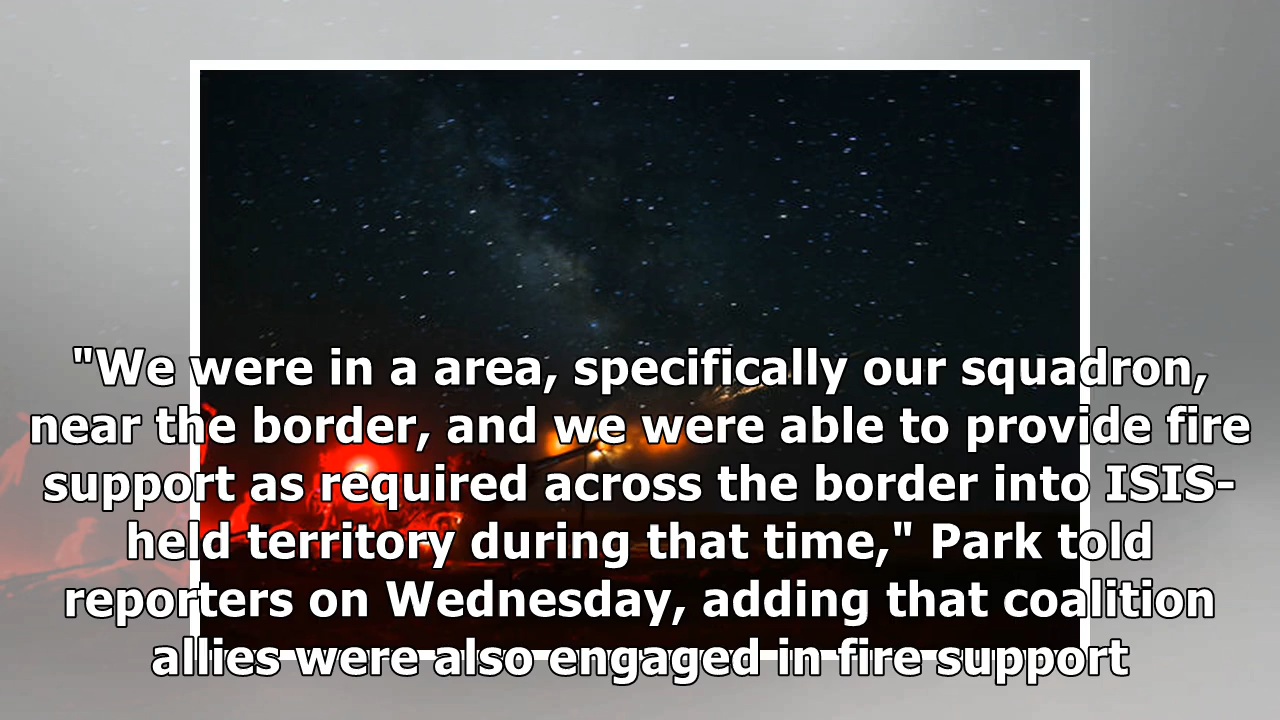 "We were in a area, specifically our squadron,
near the border, and we were able to provide fire
support as required across the border into ISIS-
held territory during that time," Park told
reporters on Wednesday, adding that coalition
allies were also engaged in fire support